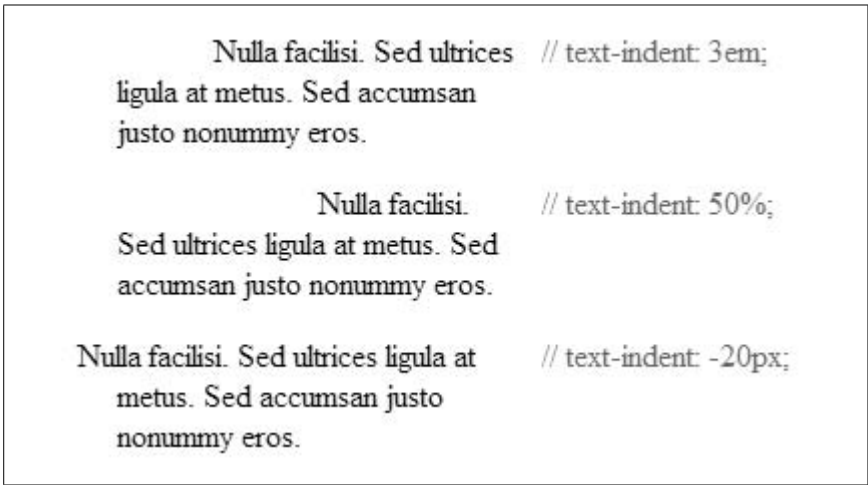 Nulla facilisi. Sed ultrices // text-indent: 3em;
ligula at metus. Sed accumsan
justo nonummy eros.
Nulla facilisi. // text-indent: 50%;
Sed ultrices ligula at metus. Sed
accumsan justo nonummy eros.
Nulla facilisi. Sed ultrices ligula at // text-indent: -20px;
metus. Sed accumsan justo
nonummy eros.